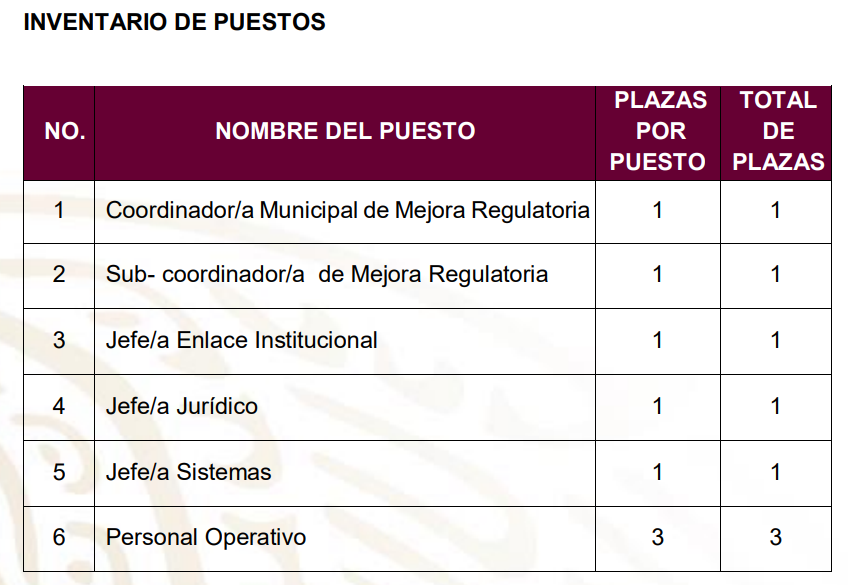 INVENTARIO DE PUESTOS
NO. NOMBRE DEL PUESTO PLAZAS POR PUESTO TOTAL DE PLAZAS
1 Coordinador/a Municipal de Mejora Regulatoria 1 1
2 Sub- coordinador/a de Mejora Regulatoria 1 1
3 Jefe/a Enlace Institucional 1 1
4 Jefe/a Jurídico 1 1
5 Jefe/a Sistemas 1 1
6 Personal Operativo 3 3